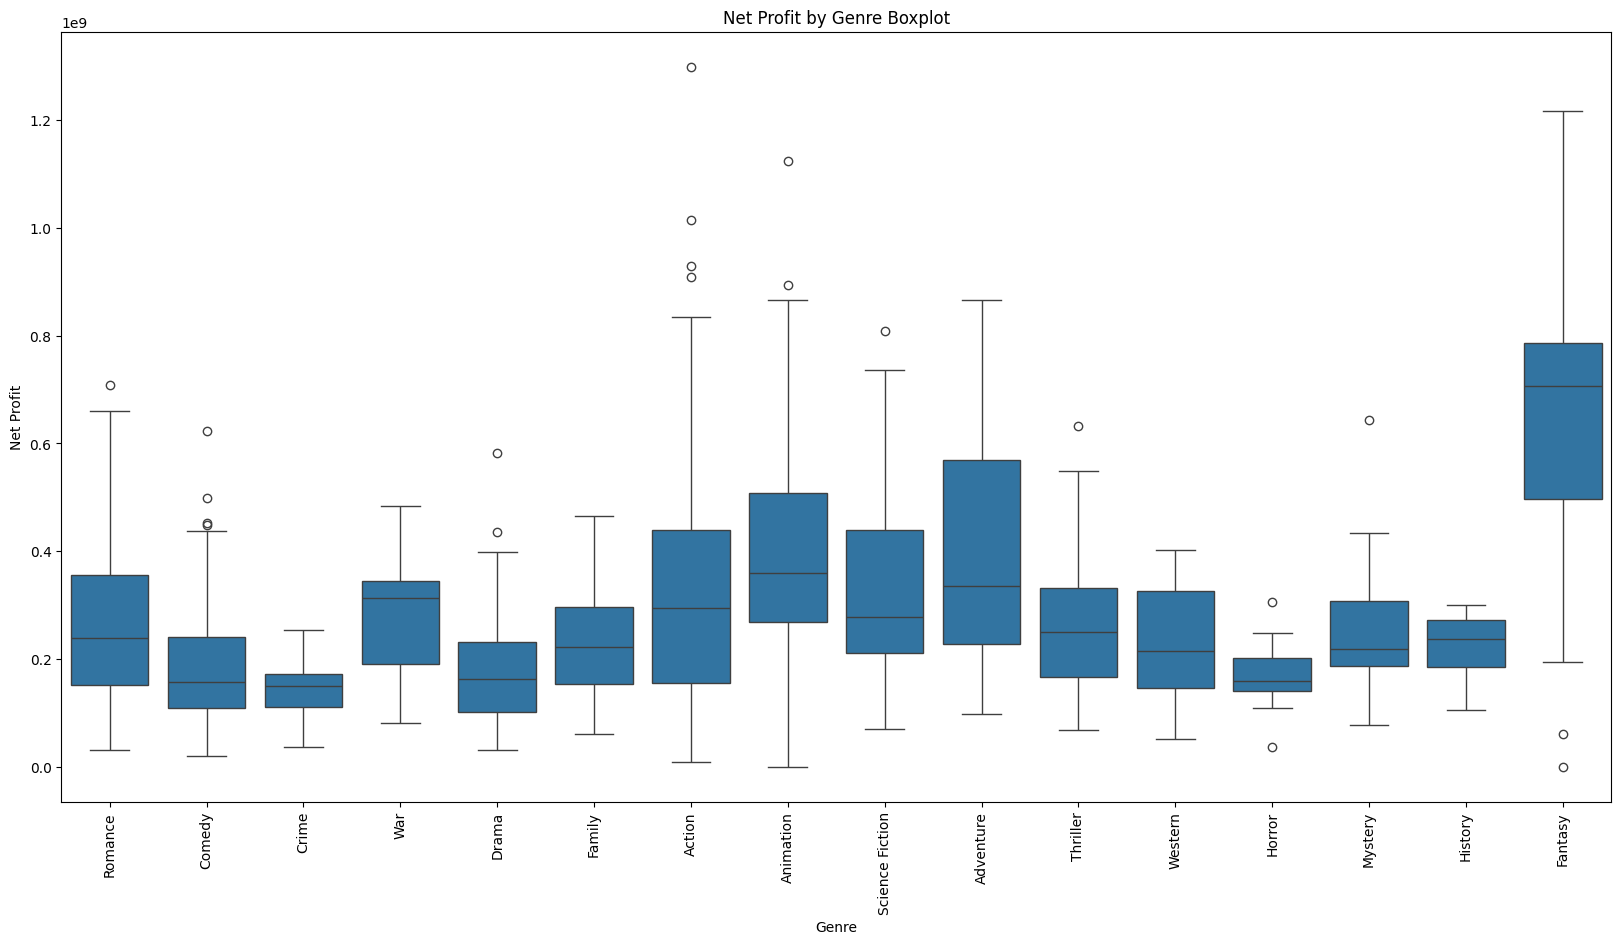 Net Profit by Genre Boxplot
1e9
1.2
1.0
0.8
0.6
0.4
0.2
0.0
Net Profit
Romance
Comedy
Crime
War
Drama
Family
Action
Animation
Science Fiction
Adventure
Thriller
Western
Horror
Mystery
History
Fantasy
Genre